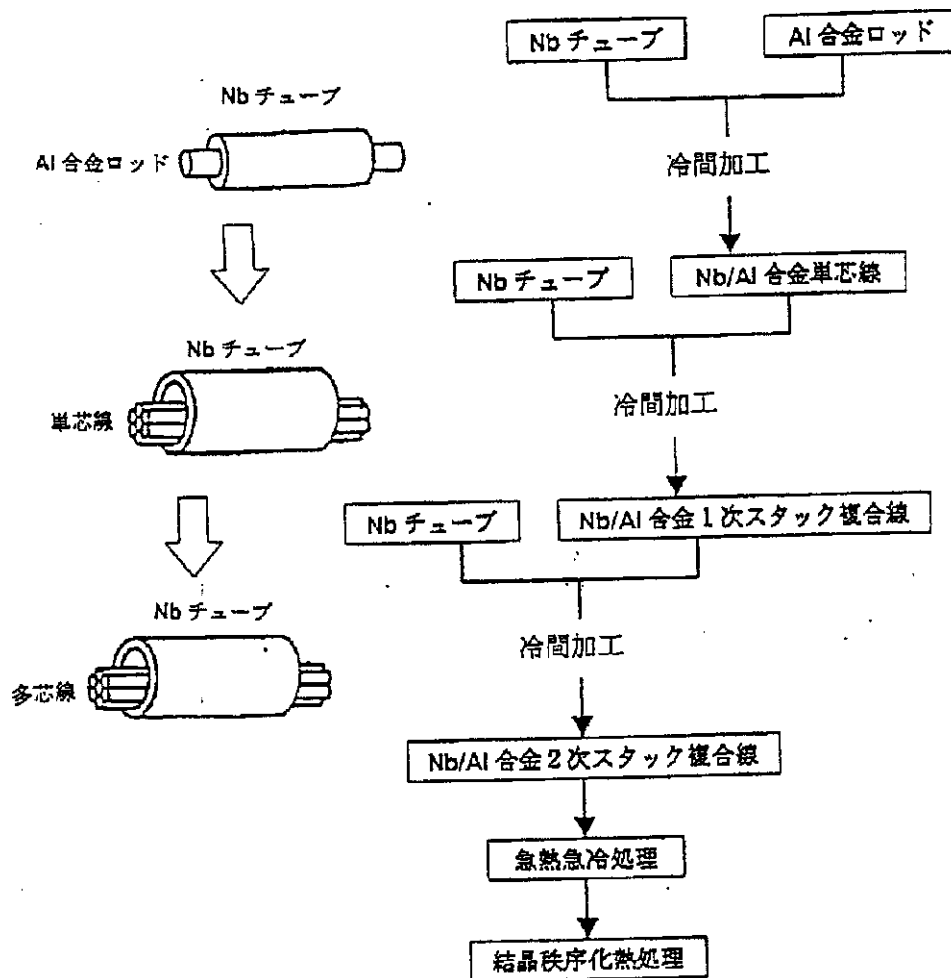 Nb チューブ
Al 合金ロッド
Nb チューブ
Al 合金ロッド
冷間加工
Nb チューブ
Nb/Al 合金単芯線
Nb チューブ
単芯線
冷間加工
Nb チューブ
Nb/Al 合金1次スタック複合線
Nb チューブ
多芯線
冷間加工
Nb/Al 合金2次スタック複合線
急熱急冷処理
結晶秩序化熱処理